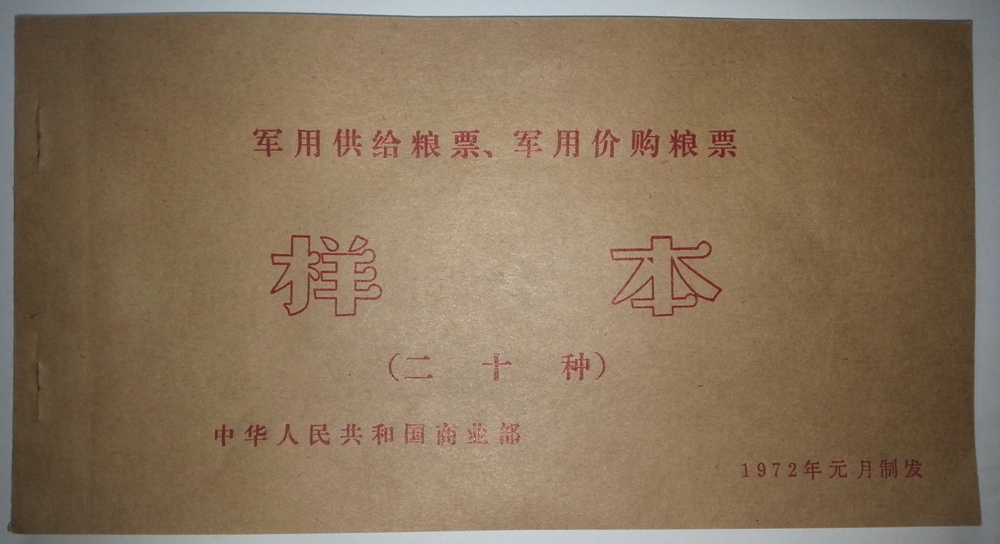 军用供给粮票、军用价购粮票
样本
（二十种）
中华人民共和国商业部
1972年元月制发